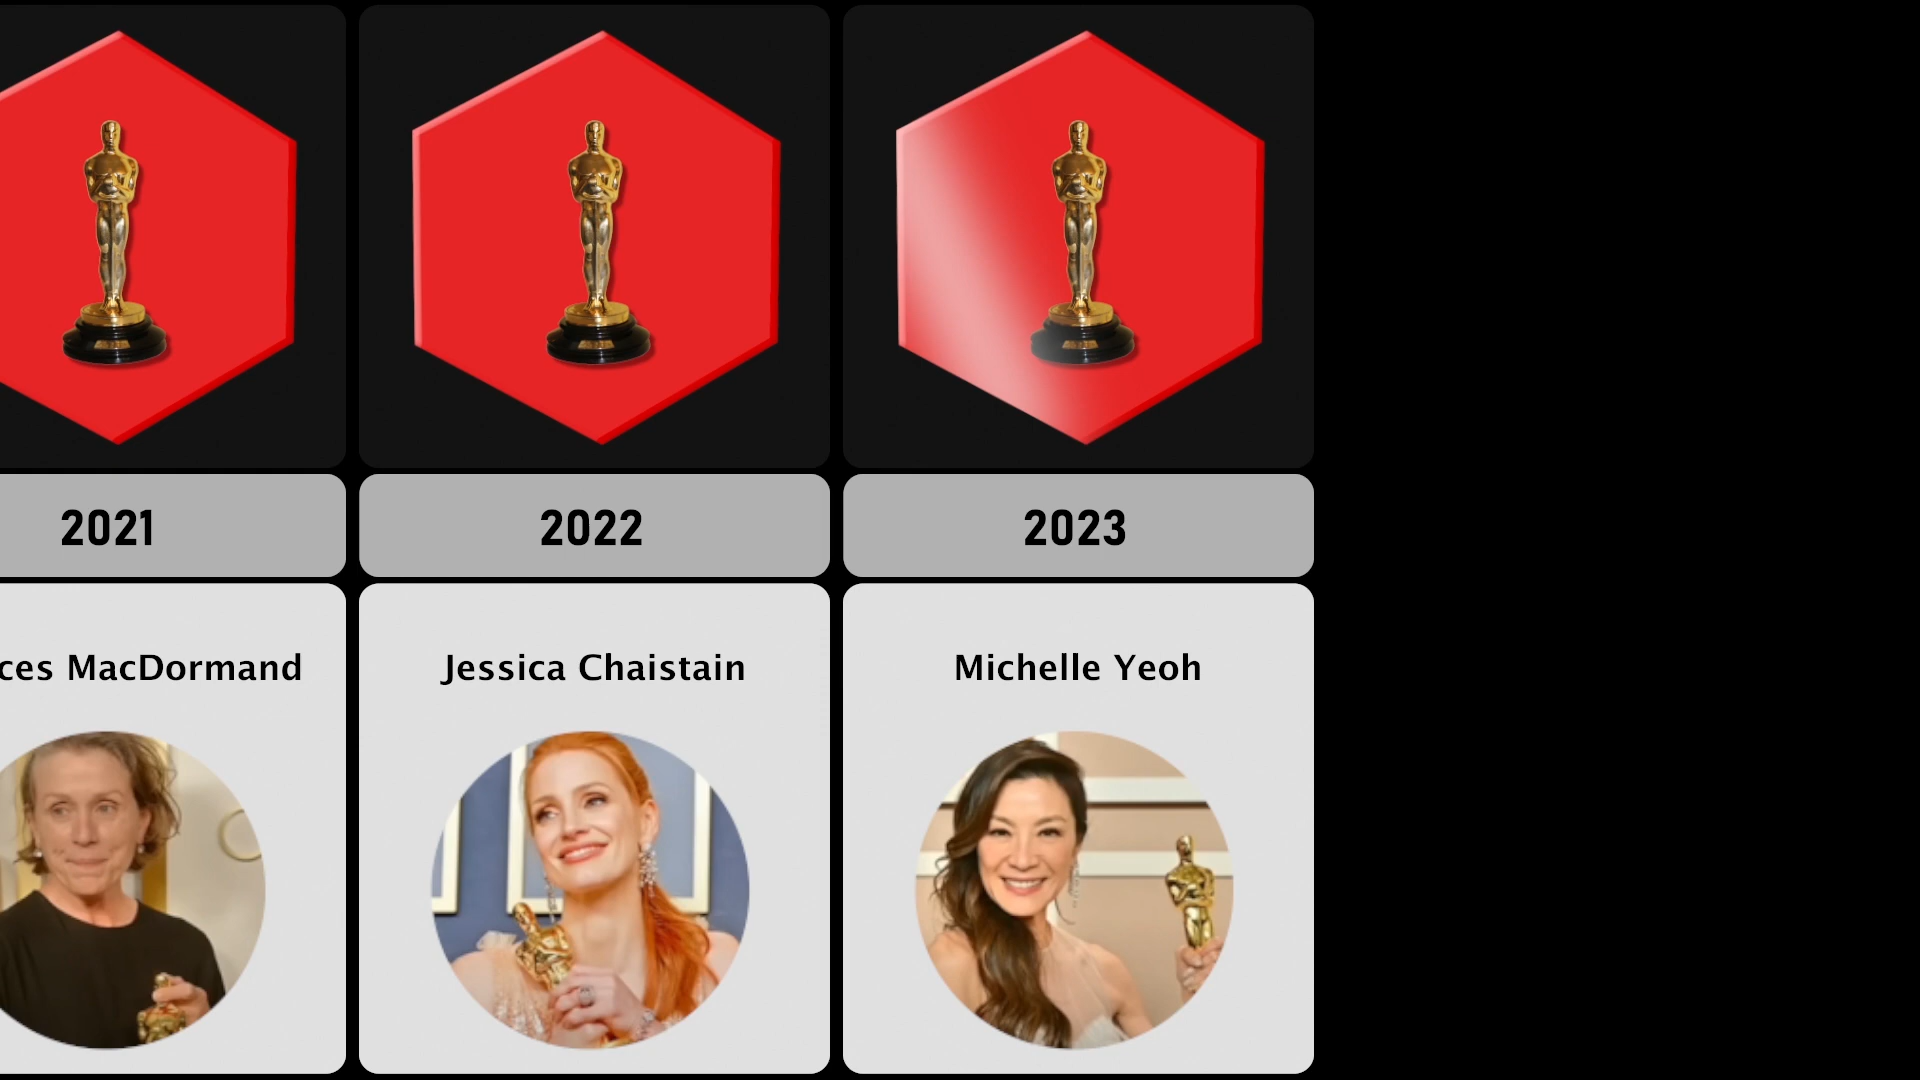 2021
2022
2023
ces MacDormand
Jessica Chaistain
Michelle Yeoh